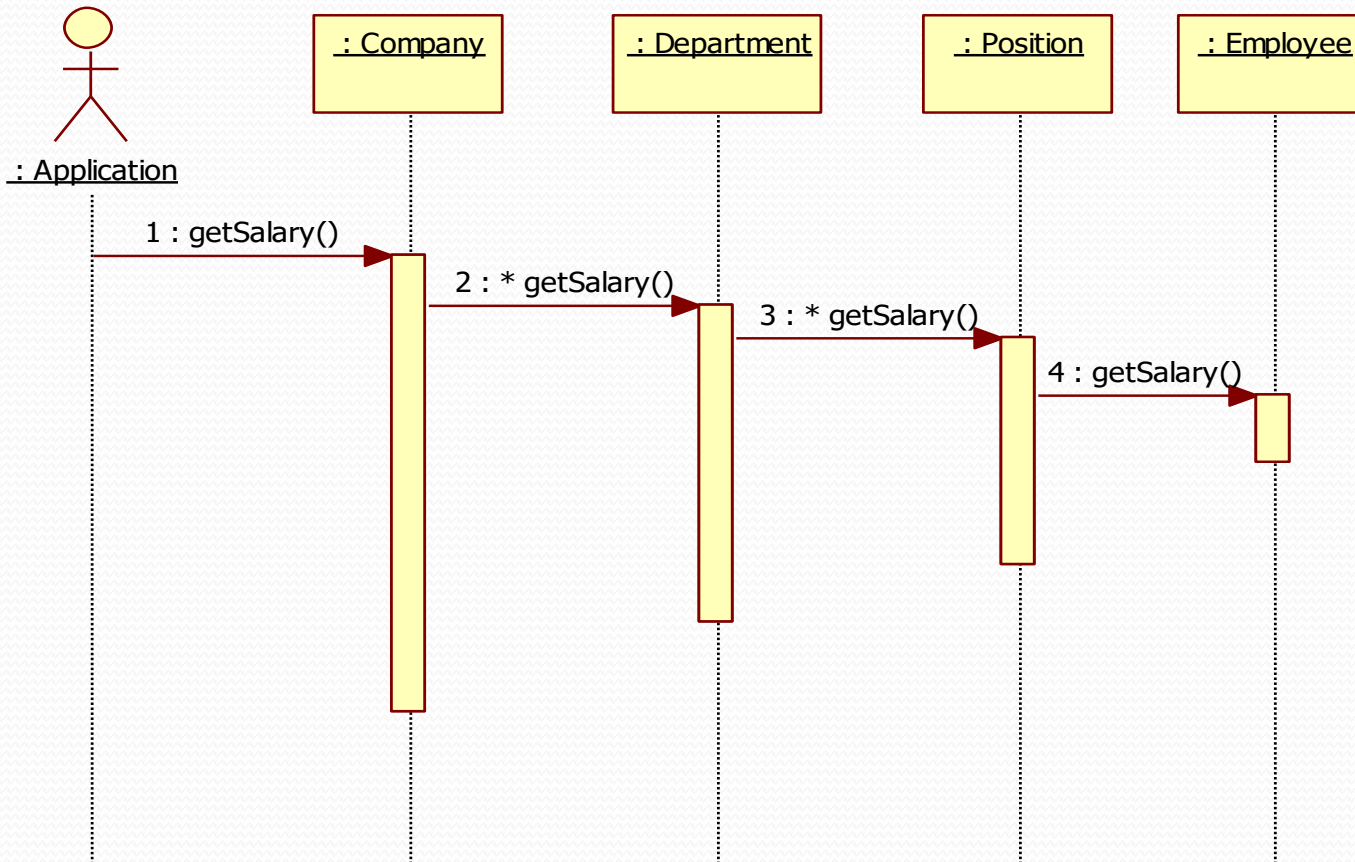 : Company
: Department
: Position
: Employee
: Application
1 : getSalary()
2 : * getSalary()
3 : * getSalary()
4 : getSalary()